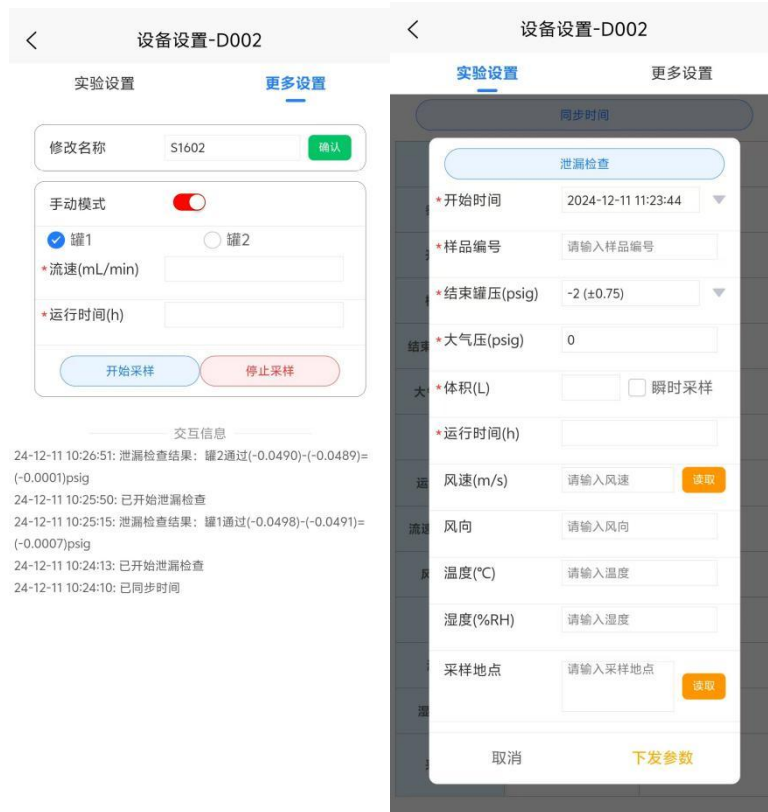 设备设置-D002
实验设置 更多设置
修改名称 S1602 确认
手动模式
罐1 罐2
*流速(mL/min)
*运行时间(h)
开始采样 停止采样
交互信息
24-12-11 10:26:51: 泄漏检查结果：罐2通过(-0.0490)-(-0.0489)=
(-0.0001)psig
24-12-11 10:25:50: 已开始泄漏检查
24-12-11 10:25:15: 泄漏检查结果：罐1通过(-0.0498)-(-0.0491)=
(-0.0007)psig
24-12-11 10:24:13: 已开始泄漏检查
24-12-11 10:24:10: 已同步时间
设备设置-D002
实验设置 更多设置
同步时间
泄漏检查
*开始时间 2024-12-11 11:23:44
*样品编号 请输入样品编号
*结束罐压(psig) -2 (±0.75)
*大气压(psig) 0
*体积(L) 瞬时采样
*运行时间(h)
风速(m/s) 请输入风速 读取
风向 请输入风向
温度(℃) 请输入温度
湿度(%RH) 请输入湿度
采样地点 请输入采样地点
读取
取消 下发参数